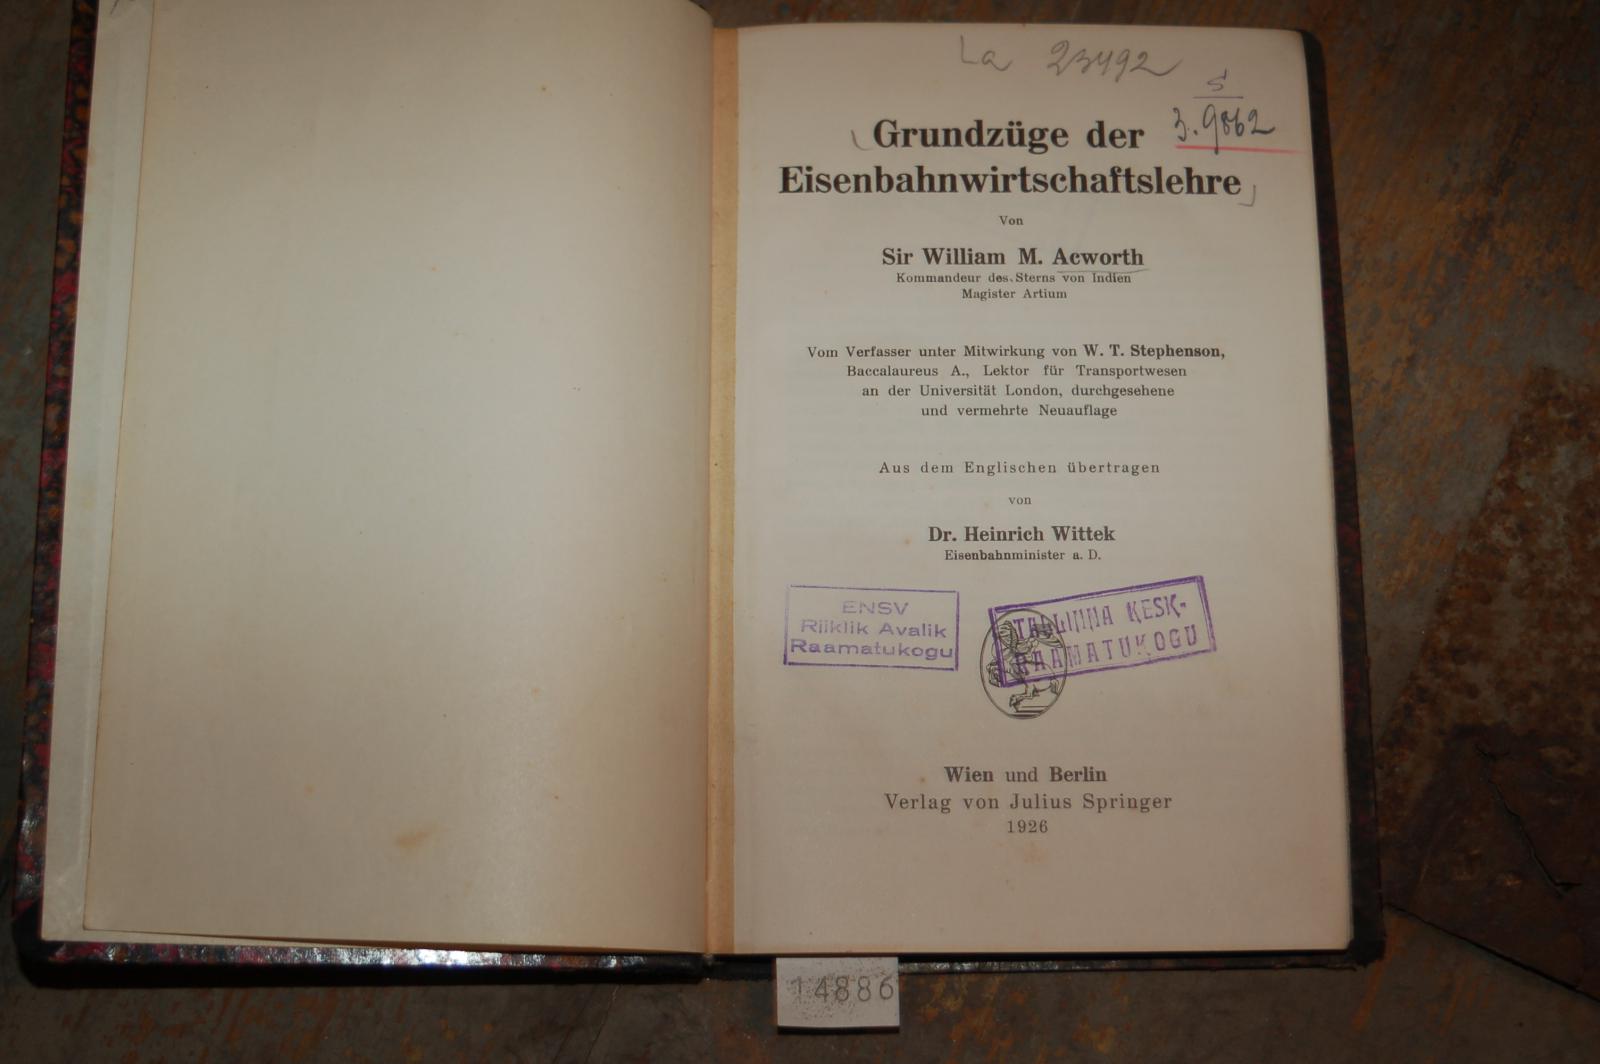 La 23492
S
3.9862
Grundzüge der
Eisenbahnwirtschaftslehre
Von
Sir William M. Acworth
Kommandeur des Sterns von Indien
Magister Artium
Vom Verfasser unter Mitwirkung von W. T. Stephenson,
Baccalaureus A., Lektor für Transportwesen
an der Universität London, durchgesehene
und vermehrte Neuauflage
Aus dem Englischen übertragen
von
Dr. Heinrich Wittek
Eisenbahnminister a. D.
ENSV
Riiklik Avalik
Raamatukogu
TALLINNA KESK-
RAAMATUKOGU
Wien und Berlin
Verlag von Julius Springer
1926
14886